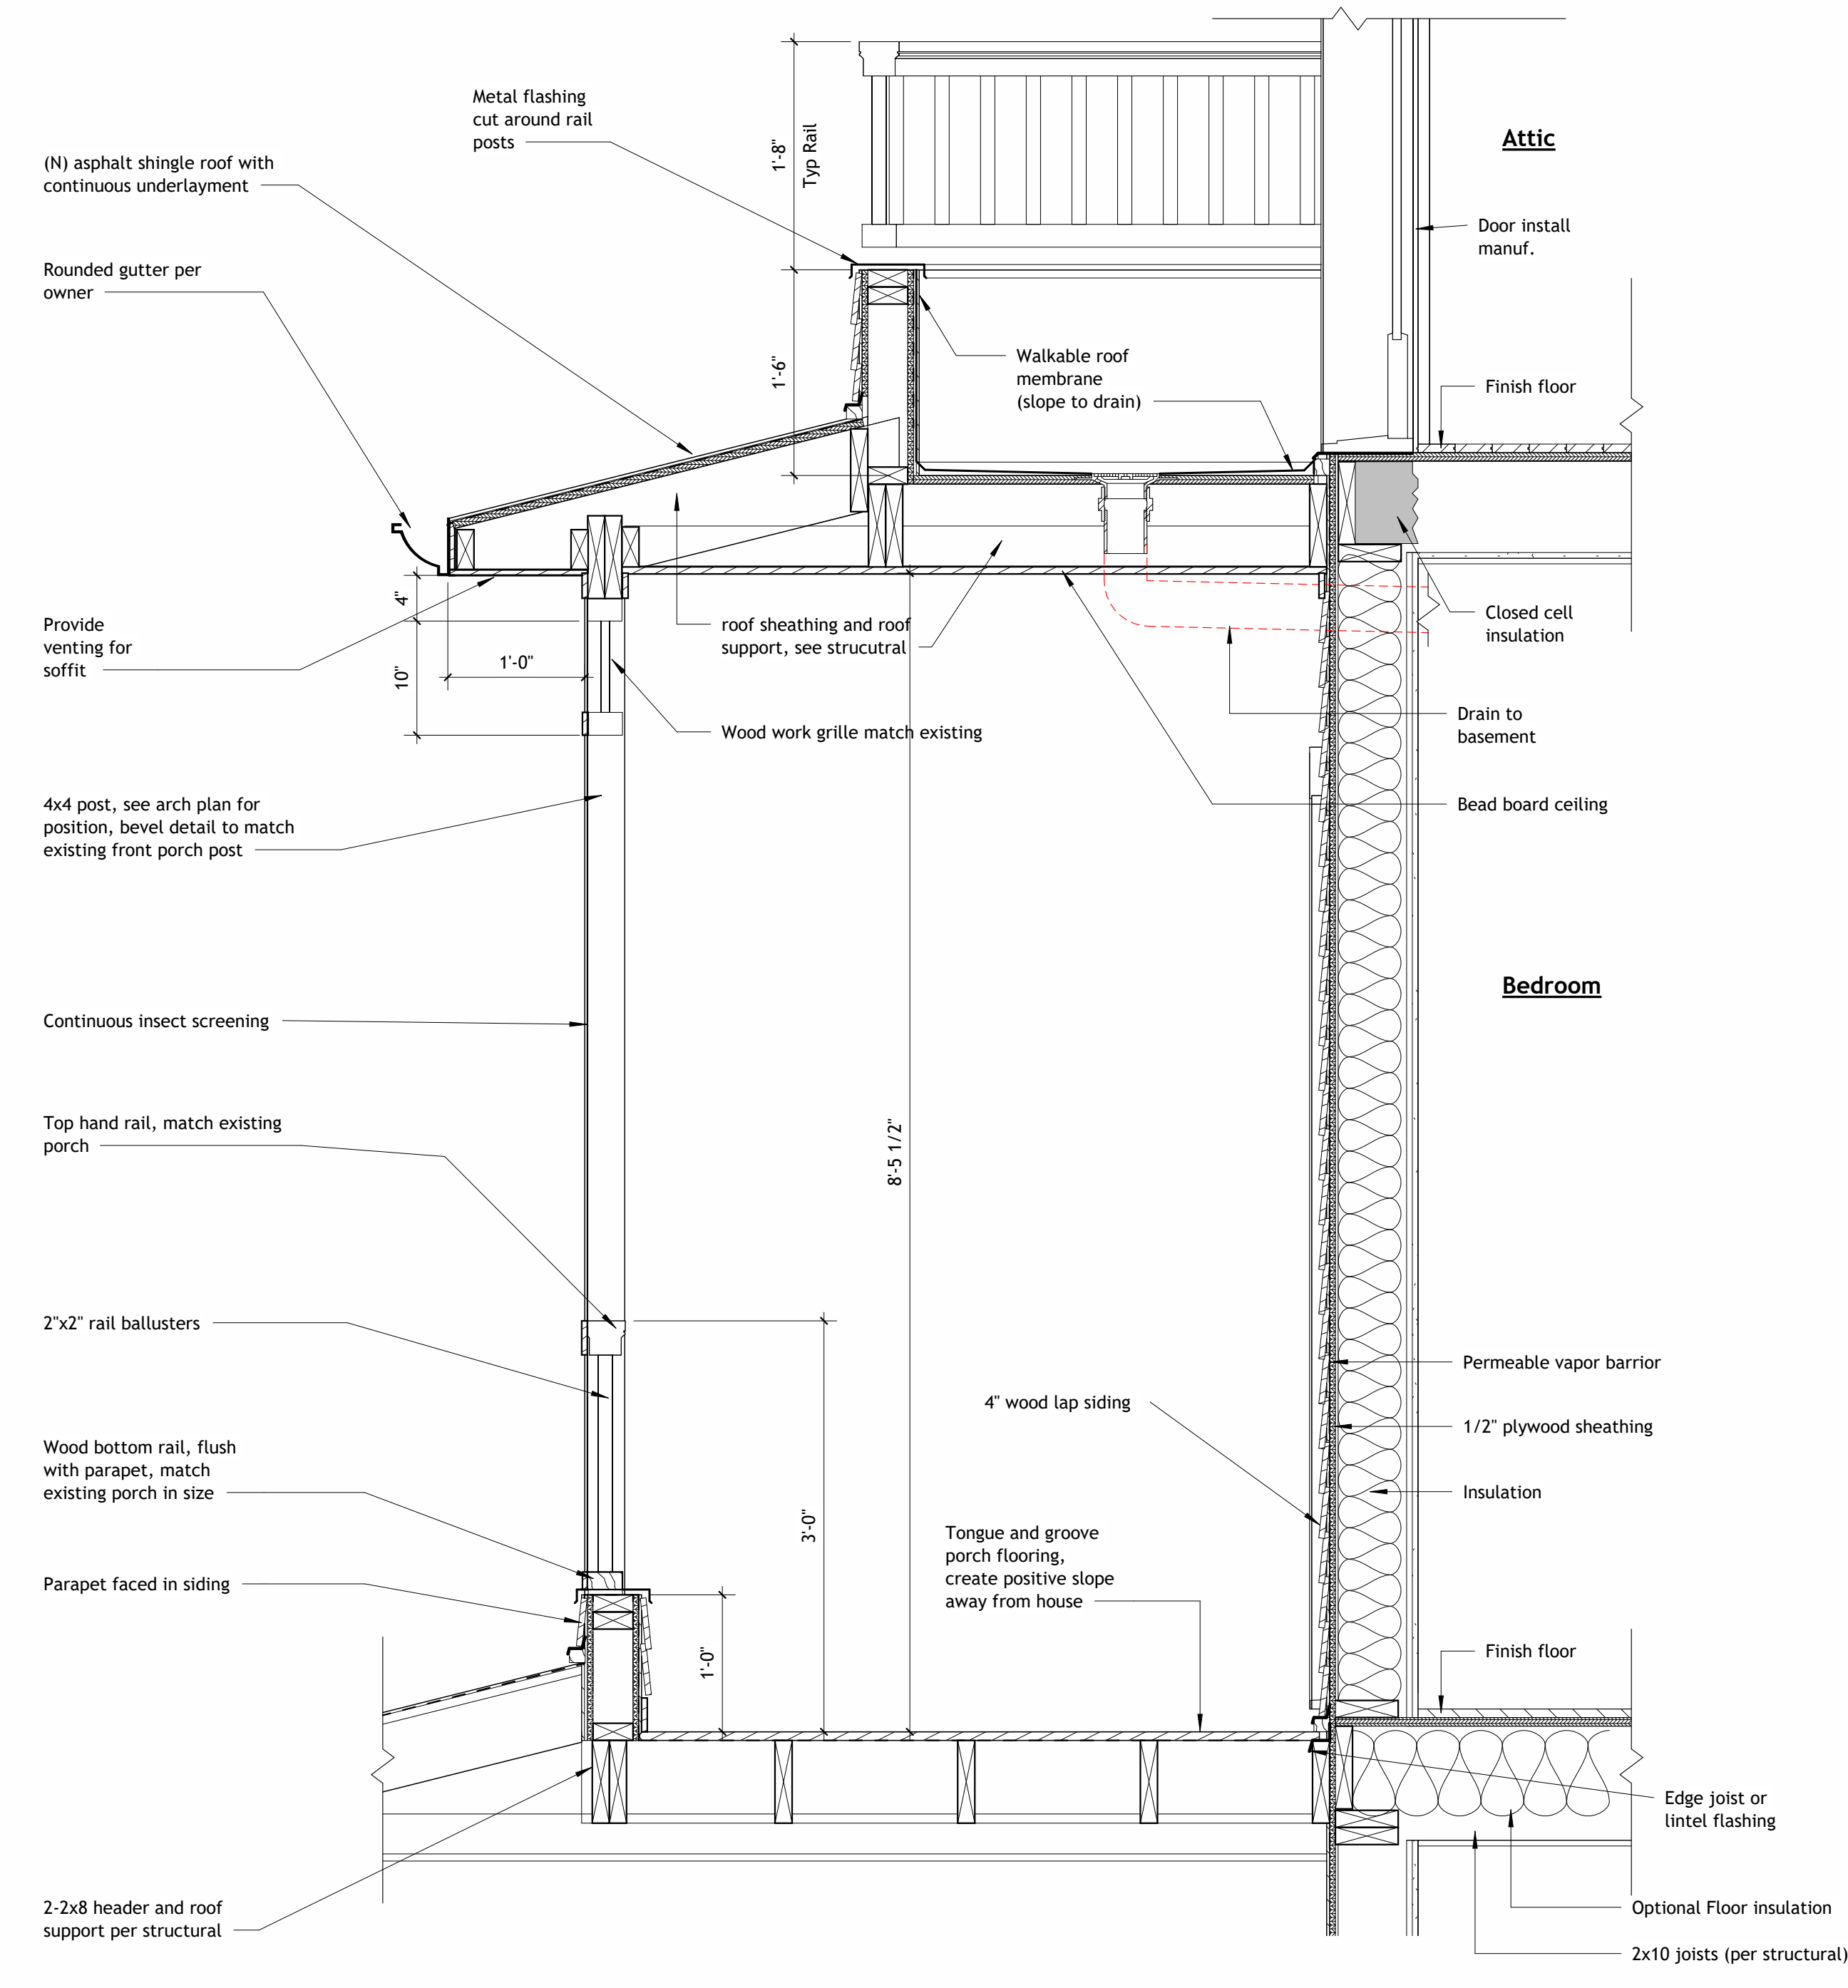 Metal flashing
cut around rail
posts
(N) asphalt shingle roof with
continuous underlayment
Rounded gutter per
owner
1'-8"
Typ Rail
Attic
Door install
manuf.
1'-6"
Walkable roof
membrane
(slope to drain)
Finish floor
Provide
venting for
soffit
4"
10"
1'-0"
roof sheathing and roof
support, see strucutral
Closed cell
insulation
Wood work grille match existing
Drain to
basement
4x4 post, see arch plan for
position, bevel detail to match
existing front porch post
Bead board ceiling
Bedroom
Continuous insect screening
Top hand rail, match existing
porch
8'-5 1/2"
2"x2" rail ballusters
Permeable vapor barrier
4" wood lap siding
1/2" plywood sheathing
Wood bottom rail, flush
with parapet, match
existing porch in size
Insulation
3'-0"
Tongue and groove
porch flooring,
create positive slope
away from house
Parapet faced in siding
1'-0"
Finish floor
Edge joist or
lintel flashing
2-2x8 header and roof
support per structural
Optional Floor insulation
2x10 joists (per structural)